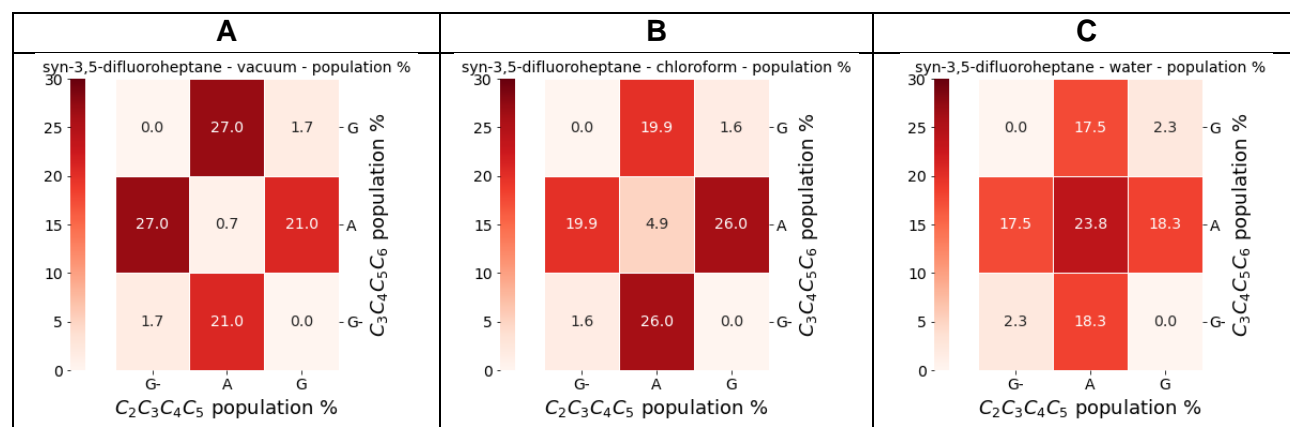 A
B
C
syn-3,5-difluoroheptane - vacuum - population %
30
25
20
15
10
5
0
0.0 27.0 1.7
27.0 0.7 21.0
1.7 21.0 0.0
G
A
G-
C₃C₄C₅C₆ population %
G- A G
C₂C₃C₄C₅ population %
syn-3,5-difluoroheptane - chloroform - population %
30
25
20
15
10
5
0
0.0 19.9 1.6
19.9 4.9 26.0
1.6 26.0 0.0
G
A
G-
C₃C₄C₅C₆ population %
G- A G
C₂C₃C₄C₅ population %
syn-3,5-difluoroheptane - water - population %
30
25
20
15
10
5
0
0.0 17.5 2.3
17.5 23.8 18.3
2.3 18.3 0.0
G
A
G-
C₃C₄C₅C₆ population %
G- A G
C₂C₃C₄C₅ population %